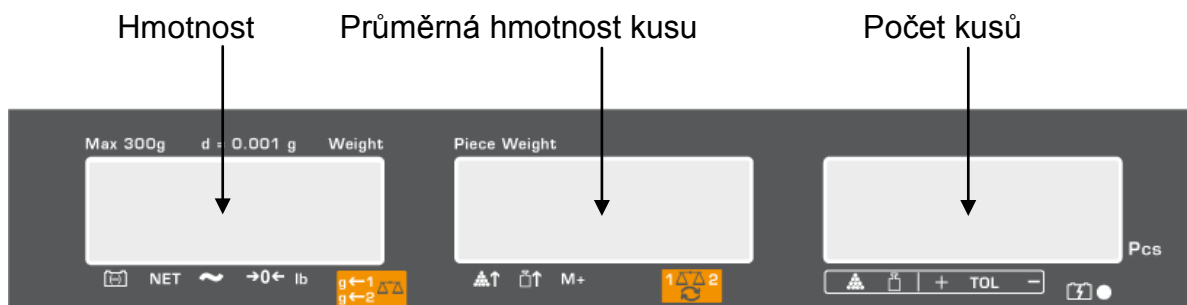 Hmotnost Průměrná hmotnost kusu Počet kusů
Max 300g d = 0.001 g Weight Piece Weight
Pcs
NET →0← lb M+ + TOL −
g←1 1 2
g←2